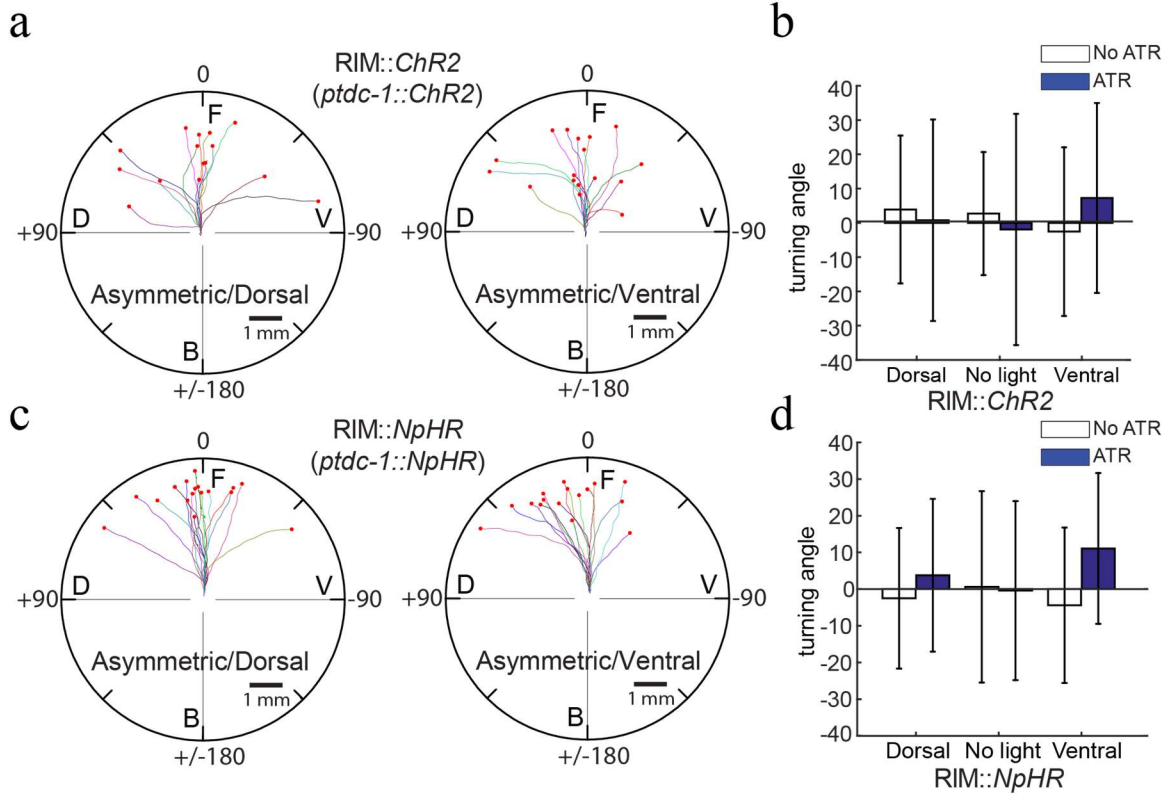 a
RIM::ChR2
(ptdc-1::ChR2)
0
F
D
V
+90
-90
Asymmetric/Dorsal
1 mm
B
+/-180
0
F
D
V
+90
-90
Asymmetric/Ventral
1 mm
B
+/-180
b
No ATR
ATR
turning angle
40
30
20
10
0
-10
-20
-30
-40
Dorsal No light Ventral
RIM::ChR2
c
RIM::NpHR
(ptdc-1::NpHR)
0
F
D
V
+90
-90
Asymmetric/Dorsal
1 mm
B
+/-180
0
F
D
V
+90
-90
Asymmetric/Ventral
1 mm
B
+/-180
d
No ATR
ATR
turning angle
40
30
20
10
0
-10
-20
-30
-40
Dorsal No light Ventral
RIM::NpHR